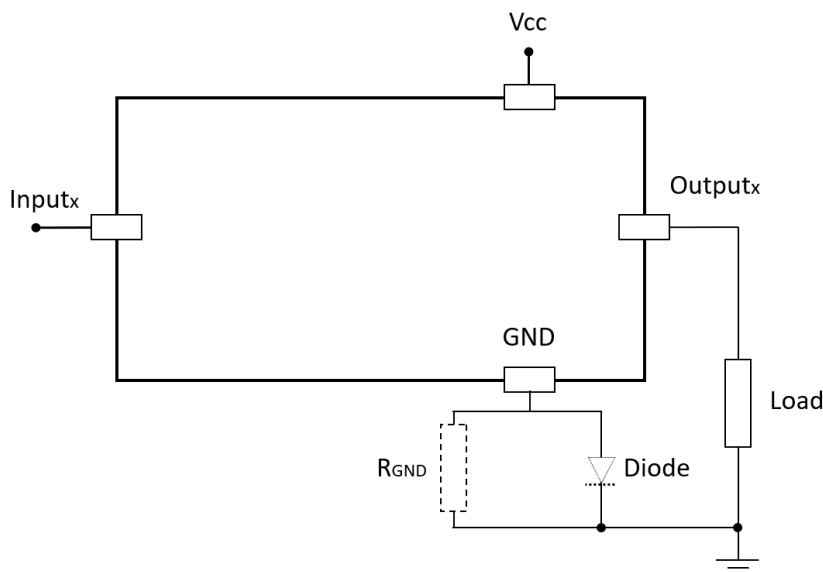 Vcc
Inputx
Outputx
GND
Load
RGND
Diode